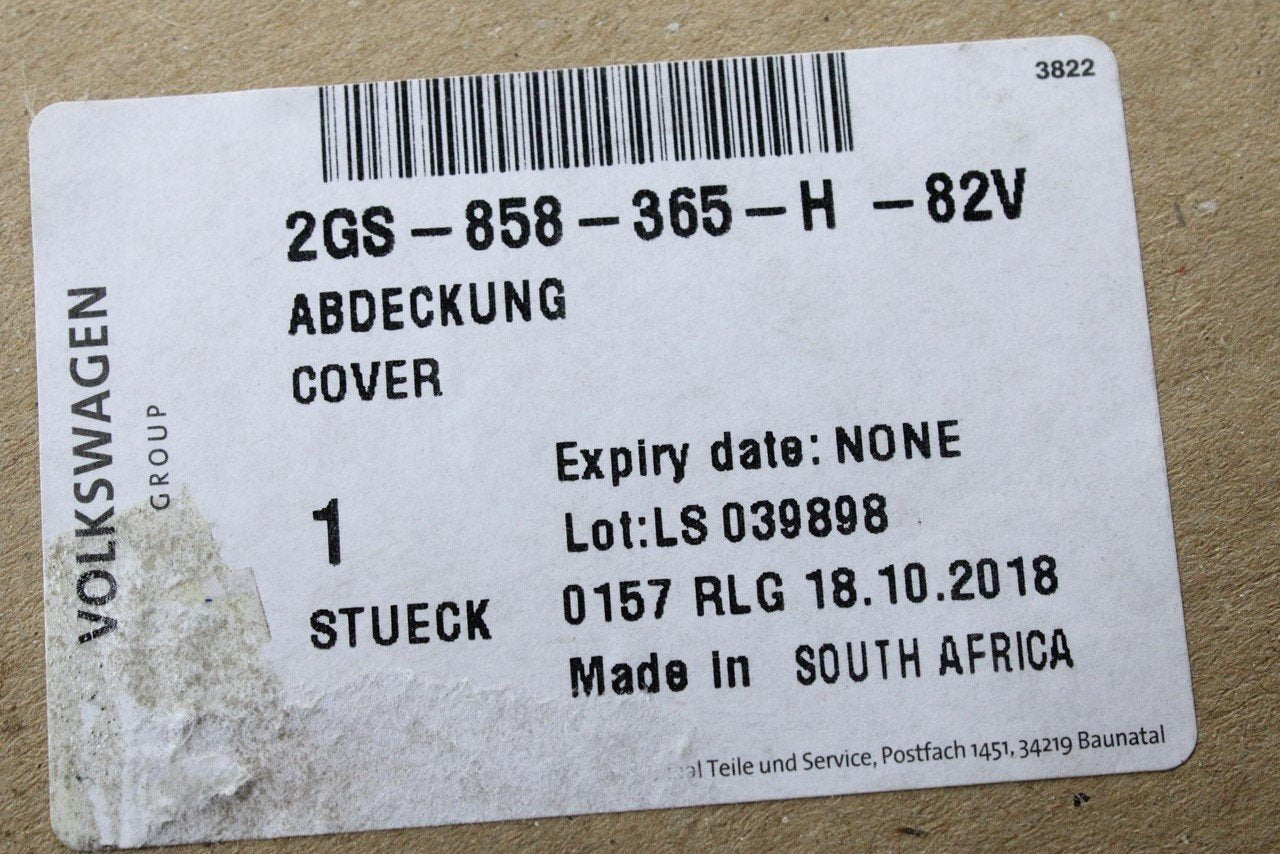 3822
2GS-858-365-H -82V
ABDECKUNG
COVER
VOLKSWAGEN
GROUP
Expiry date: NONE
1
Lot:LS 039898
STUECK
0157 RLG 18.10.2018
Made in SOUTH AFRICA
Teile und Service, Postfach 1451, 34219 Baunatal